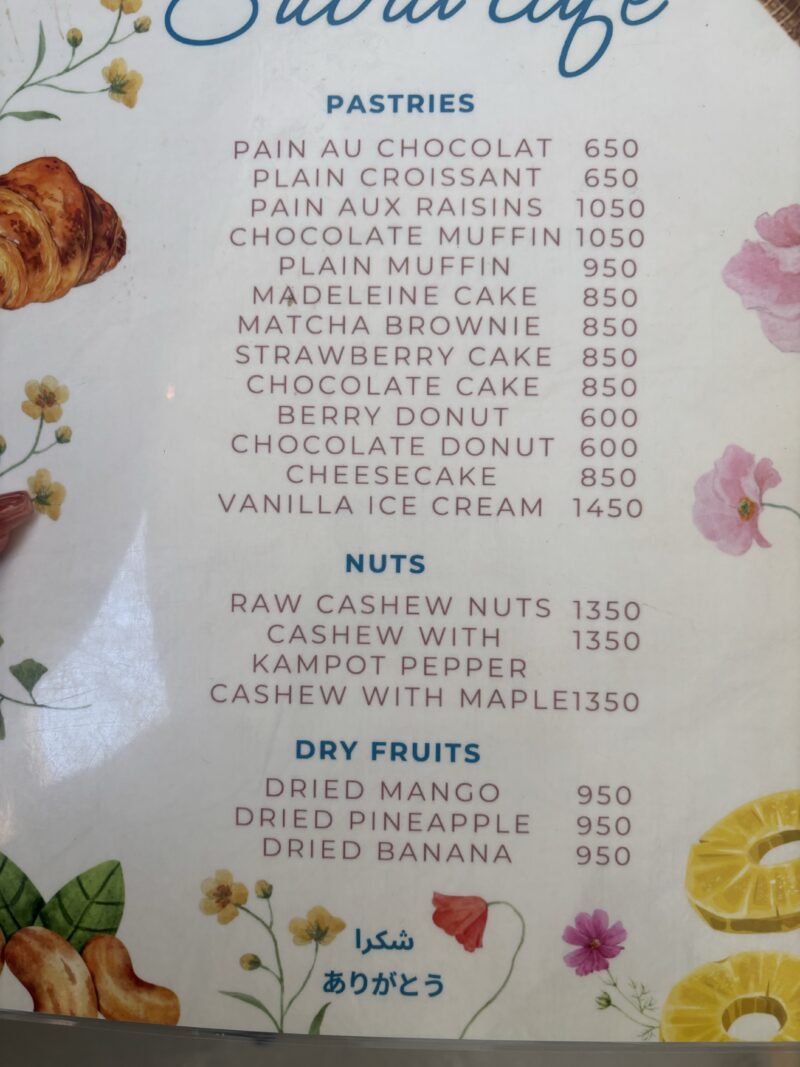 PASTRIES
PAIN AU CHOCOLAT 650
PLAIN CROISSANT 650
PAIN AUX RAISINS 1050
CHOCOLATE MUFFIN 1050
PLAIN MUFFIN 950
MADELEINE CAKE 850
MATCHA BROWNIE 850
STRAWBERRY CAKE 850
CHOCOLATE CAKE 850
BERRY DONUT 600
CHOCOLATE DONUT 600
CHEESECAKE 850
VANILLA ICE CREAM 1450
NUTS
RAW CASHEW NUTS 1350
CASHEW WITH 1350
KAMPOT PEPPER
CASHEW WITH MAPLE 1350
DRY FRUITS
DRIED MANGO 950
DRIED PINEAPPLE 950
DRIED BANANA 950
شكرا
ありがとう